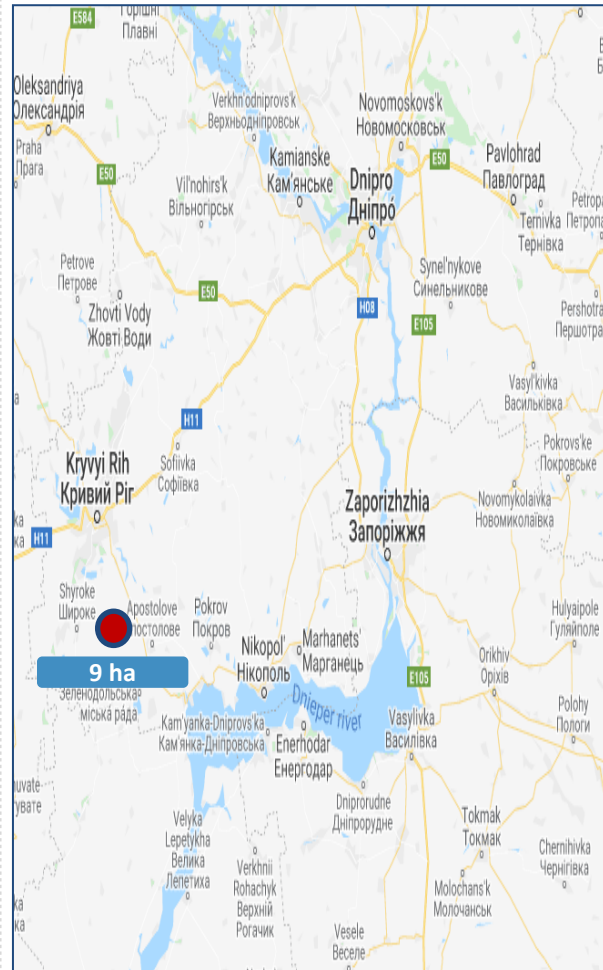 E584
Горішні
Плавні
Oleksandriya
Олександрія
Verkhn'odniprovs'k
Верхньодніпровськ
Novomoskovs'k
Новомосковськ
Praha
Прага
E50
Kamianske
Кам'янське
Dnipro
Дніпро́
E50
Pavlohrad
Павлоград
Vil'nohirs'k
Вільногірськ
Ternivka
Тернівка
Petrove
Петрове
E50
Synel'nykove
Синельникове
Zhovti Vody
Жовті Води
H08
E105
Pershotra
Першотра
Vasyl'kivka
Васильківка
H11
Sofiivka
Софіївка
Kryvyi Rih
Кривий Ріг
Pokrovs'ke
Покровське
Zaporizhzhia
Запоріжжя
Novomykolaivka
Новомиколаївка
H11
Shyroke
Широке
Apostolove
постолове
Pokrov
Покров
Hulyaipole
Гуляйполе
9 ha
Зеленодольська
міська рада
Nikopol'
Нікополь
Marhanets'
Марганець
Orikhiv
Оріхів
E105
Dnieper river
Kam'yanka-Dniprovs'ka
Кам'янка-Дніпровська
Enerhodar
Енергодар
Vasylivka
Василівка
Polohy
Пологи
Dniprorudne
Дніпрорудне
Velyka
Lepetykha
Велика
Лепетиха
Tokmak
Токмак
Verkhnii
Rohachyk
Верхній
Рогачик
Chernihivka
Чернігівка
Molochans'k
Молочанськ
Vesele
Веселе